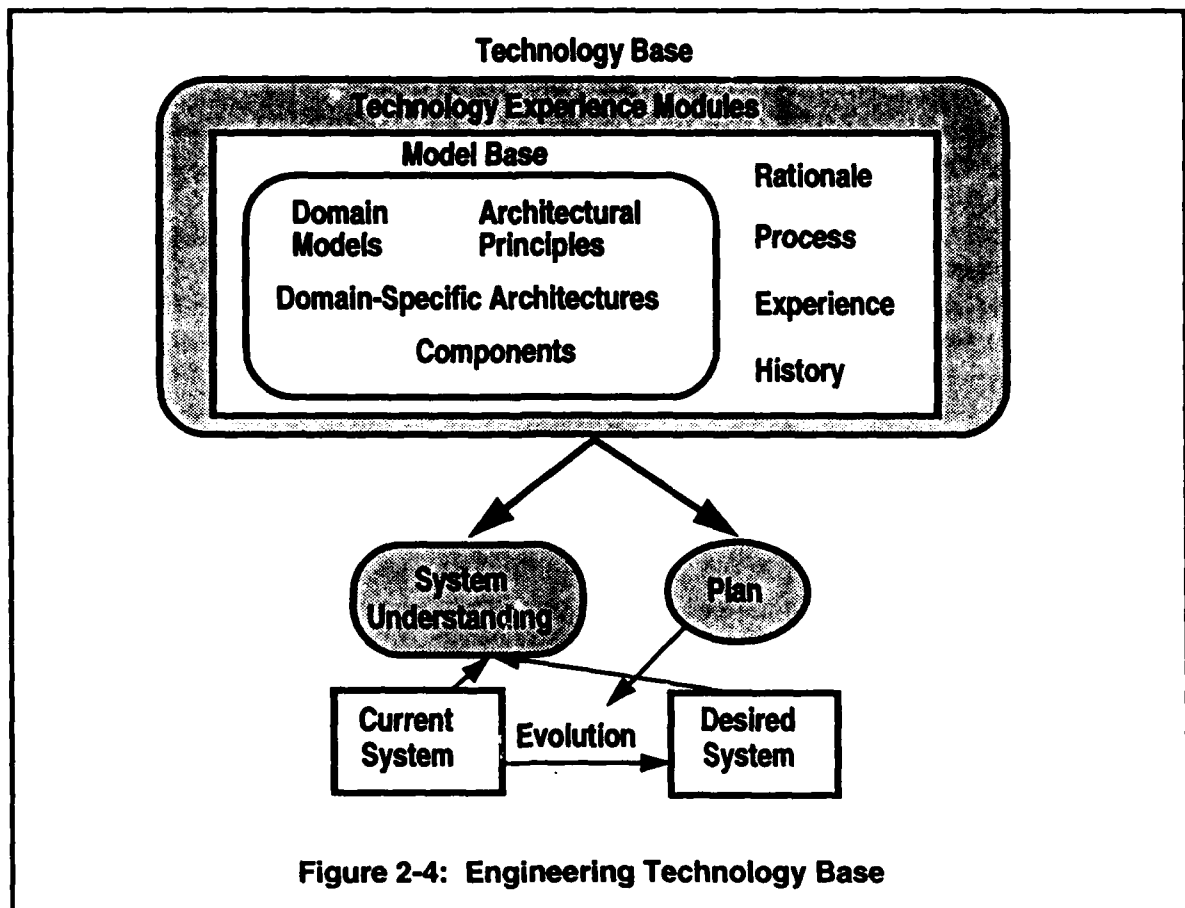 Technology Base
Technology Experience Modules
Model Base
Domain
Models
Architectural
Principles
Domain-Specific Architectures
Components
Rationale
Process
Experience
History
System
Understanding
Plan
Current
System
Evolution
Desired
System
Figure 2-4: Engineering Technology Base